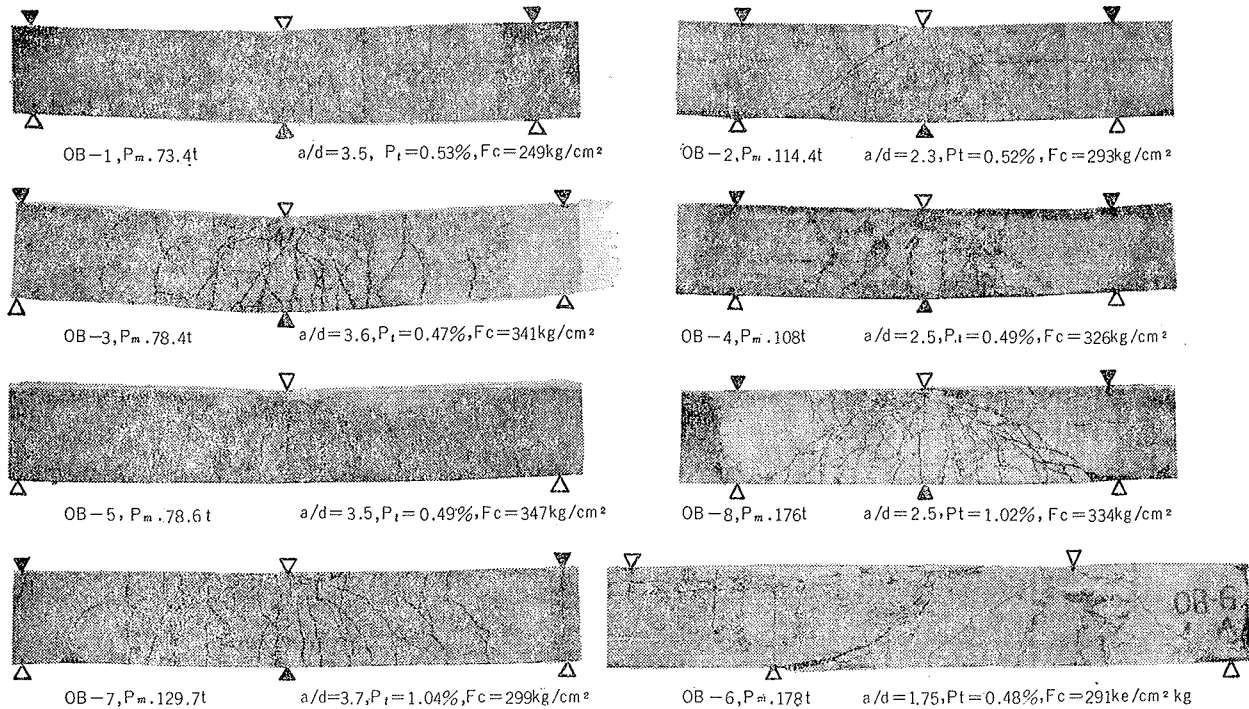 OB-1, Pm.73.4t a/d=3.5, Pt=0.53%, Fc=249kg/cm²
OB-2, Pm.114.4t a/d=2.3, Pt=0.52%, Fc=293kg/cm²
OB-3, Pm.78.4t a/d=3.6, Pt=0.47%, Fc=341kg/cm²
OB-4, Pm.108t a/d=2.5, Pt=0.49%, Fc=326kg/cm²
OB-5, Pm.78.6t a/d=3.5, Pt=0.49%, Fc=347kg/cm²
OB-8, Pm.176t a/d=2.5, Pt=1.02%, Fc=334kg/cm²
OB-6
OB-7, Pm.129.7t a/d=3.7, Pt=1.04%, Fc=299kg/cm²
OB-6, Pm.178t a/d=1.75, Pt=0.48%, Fc=291ke/cm² kg